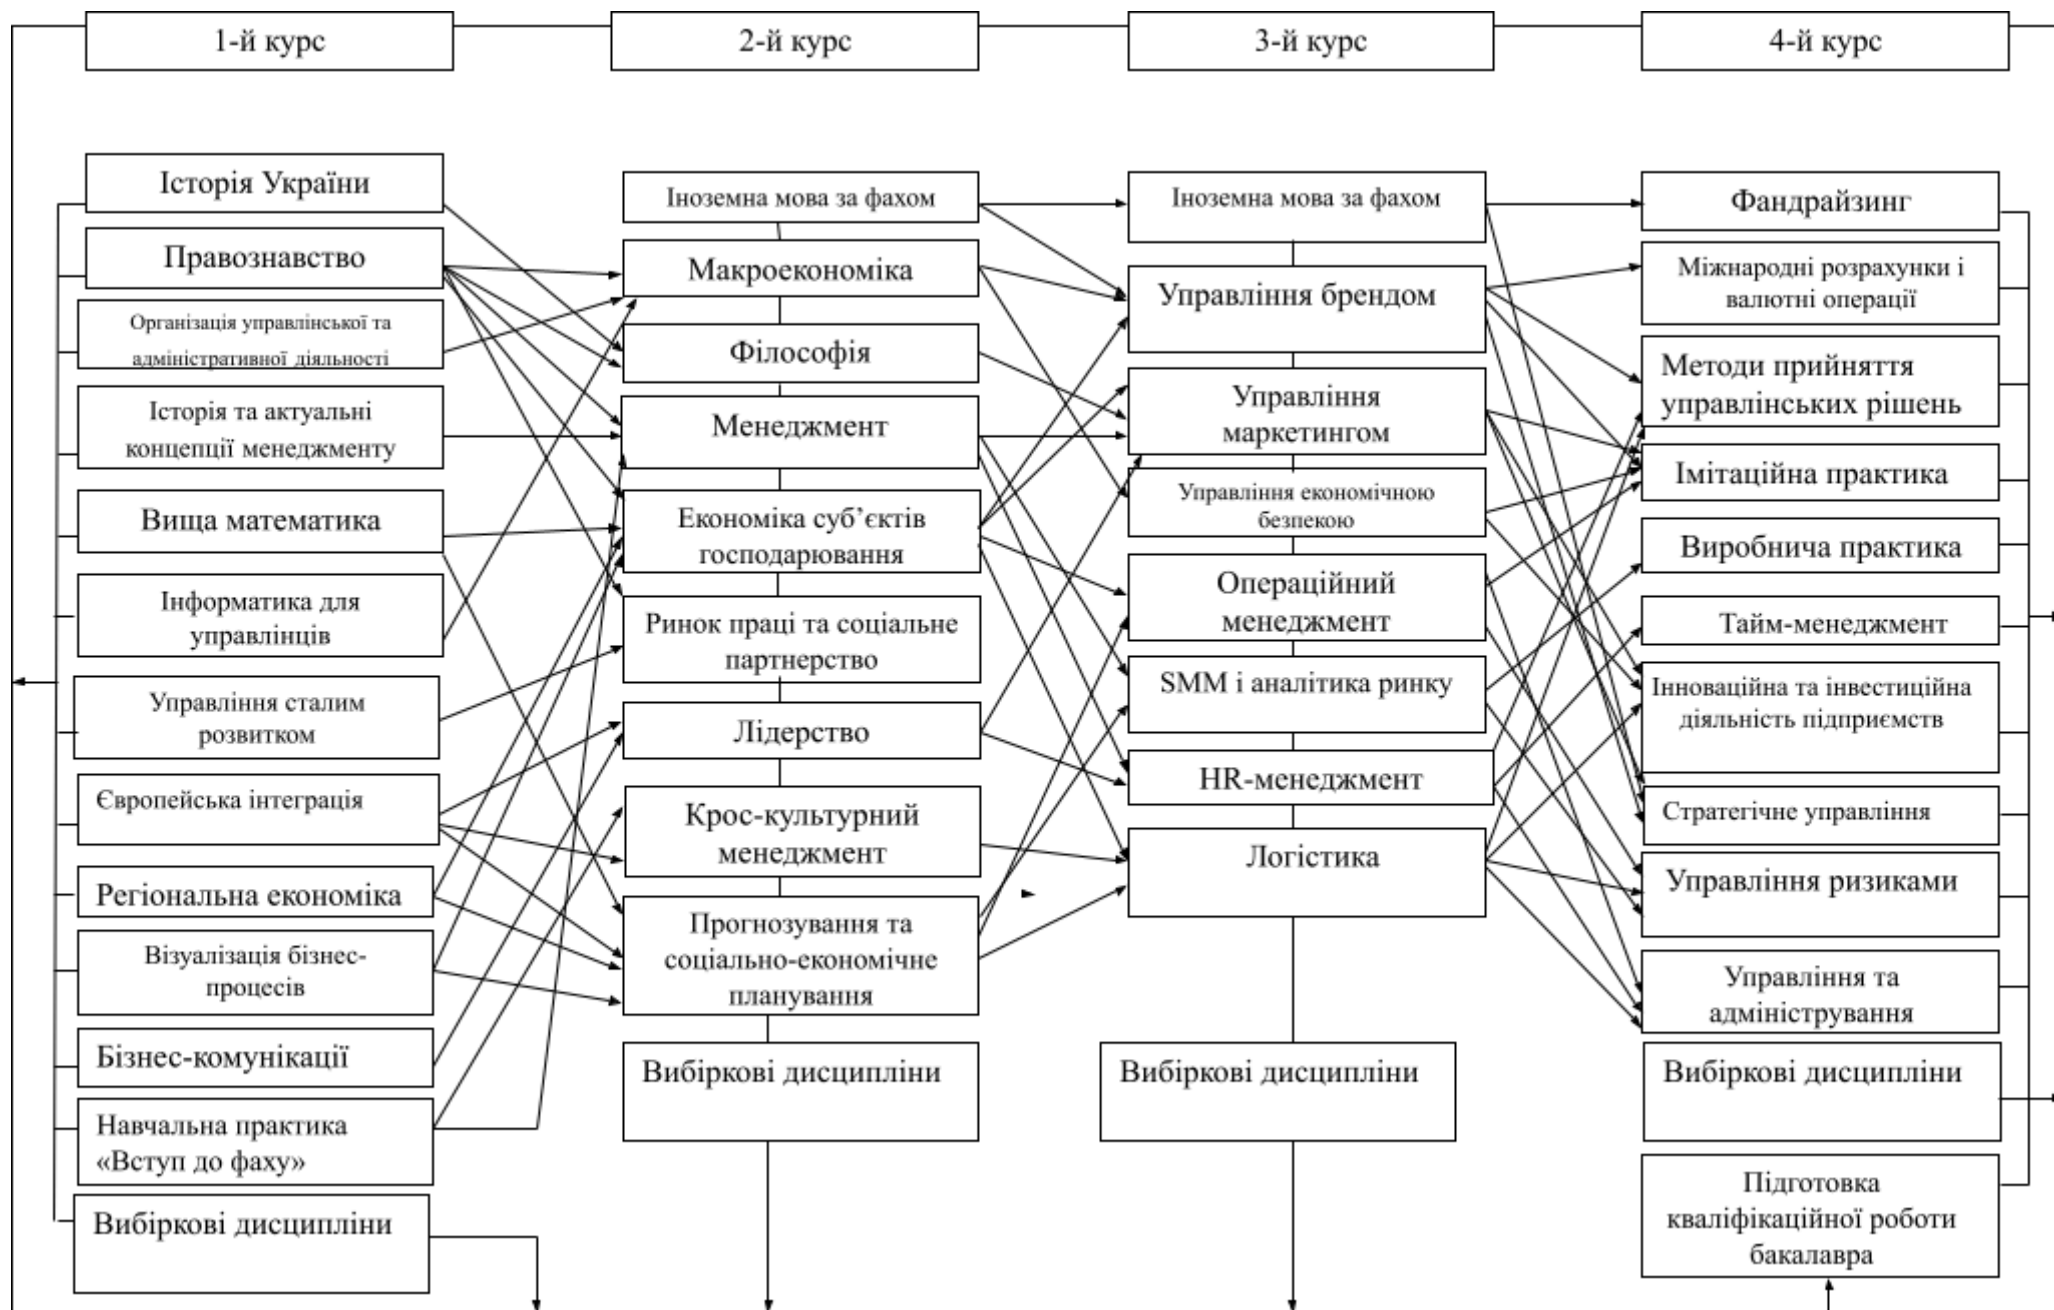 1-й курс
2-й курс
3-й курс
4-й курс
Історія України
Правознавство
Організація управлінської та
адміністративної діяльності
Історія та актуальні
концепції менеджменту
Вища математика
Інформатика для
управлінців
Управління сталим
розвитком
Європейська інтеграція
Регіональна економіка
Візуалізація бізнес-
процесів
Бізнес-комунікації
Навчальна практика
«Вступ до фаху»
Вибіркові дисципліни
Іноземна мова за фахом
Макроекономіка
Філософія
Менеджмент
Економіка суб’єктів
господарювання
Ринок праці та соціальне
партнерство
Лідерство
Крос-культурний
менеджмент
Прогнозування та
соціально-економічне
планування
Вибіркові дисципліни
Іноземна мова за фахом
Управління брендом
Управління
маркетингом
Управління економічною
безпекою
Операційний
менеджмент
SMM і аналітика ринку
HR-менеджмент
Логістика
Вибіркові дисципліни
Фандрайзинг
Міжнародні розрахунки і
валютні операції
Методи прийняття
управлінських рішень
Імітаційна практика
Виробнича практика
Тайм-менеджмент
Інноваційна та інвестиційна
діяльність підприємств
Стратегічне управління
Управління ризиками
Управління та
адміністрування
Вибіркові дисципліни
Підготовка
кваліфікаційної роботи
бакалавра